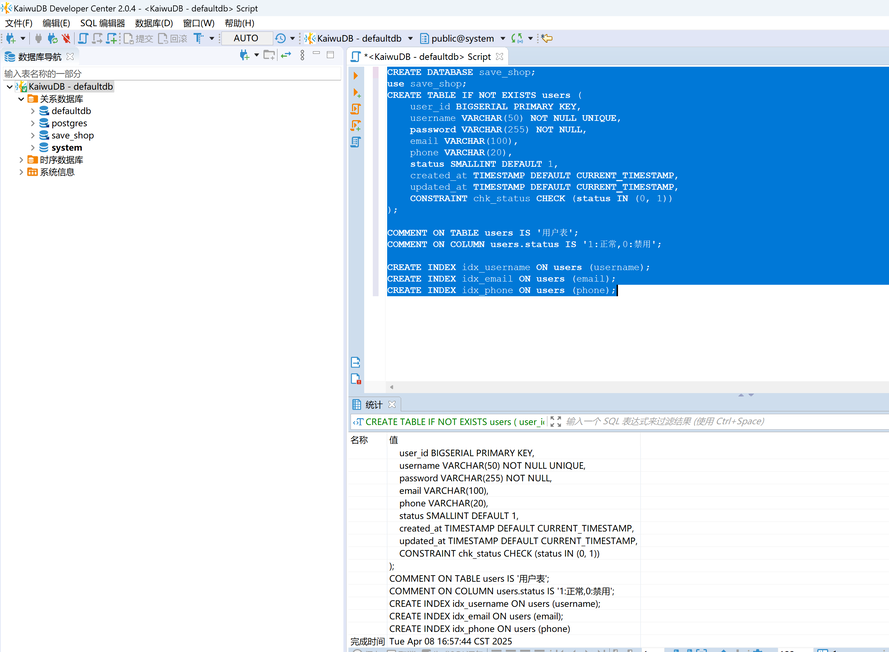 KaiwuDB Developer Center 2.0.4 - <KaiwuDB - defaultdb> Script
文件(F) 编辑(E) SQL 编辑器 数据库(D) 窗口(W) 帮助(H)
提交 回滚 T AUTO KaiwuDB - defaultdb public@system
数据库导航
*<KaiwuDB - defaultdb> Script
输入表名称的一部分
KaiwuDB - defaultdb
关系数据库
defaultdb
postgres
save_shop
system
时序数据库
系统信息
CREATE DATABASE save_shop;
use save_shop;
CREATE TABLE IF NOT EXISTS users (
user_id BIGSERIAL PRIMARY KEY,
username VARCHAR(50) NOT NULL UNIQUE,
password VARCHAR(255) NOT NULL,
email VARCHAR(100),
phone VARCHAR(20),
status SMALLINT DEFAULT 1,
created_at TIMESTAMP DEFAULT CURRENT_TIMESTAMP,
updated_at TIMESTAMP DEFAULT CURRENT_TIMESTAMP,
CONSTRAINT chk_status CHECK (status IN (0, 1))
);
COMMENT ON TABLE users IS '用户表';
COMMENT ON COLUMN users.status IS '1:正常,0:禁用';
CREATE INDEX idx_username ON users (username);
CREATE INDEX idx_email ON users (email);
CREATE INDEX idx_phone ON users (phone);
统计
CREATE TABLE IF NOT EXISTS users ( user_i 输入一个 SQL 表达式来过滤结果 (使用 Ctrl+Space)
名称 值
user_id BIGSERIAL PRIMARY KEY,
username VARCHAR(50) NOT NULL UNIQUE,
password VARCHAR(255) NOT NULL,
email VARCHAR(100),
phone VARCHAR(20),
status SMALLINT DEFAULT 1,
created_at TIMESTAMP DEFAULT CURRENT_TIMESTAMP,
updated_at TIMESTAMP DEFAULT CURRENT_TIMESTAMP,
CONSTRAINT chk_status CHECK (status IN (0, 1))
);
COMMENT ON TABLE users IS '用户表';
COMMENT ON COLUMN users.status IS '1:正常,0:禁用';
CREATE INDEX idx_username ON users (username);
CREATE INDEX idx_email ON users (email);
CREATE INDEX idx_phone ON users (phone)
完成时间 Tue Apr 08 16:57:44 CST 2025